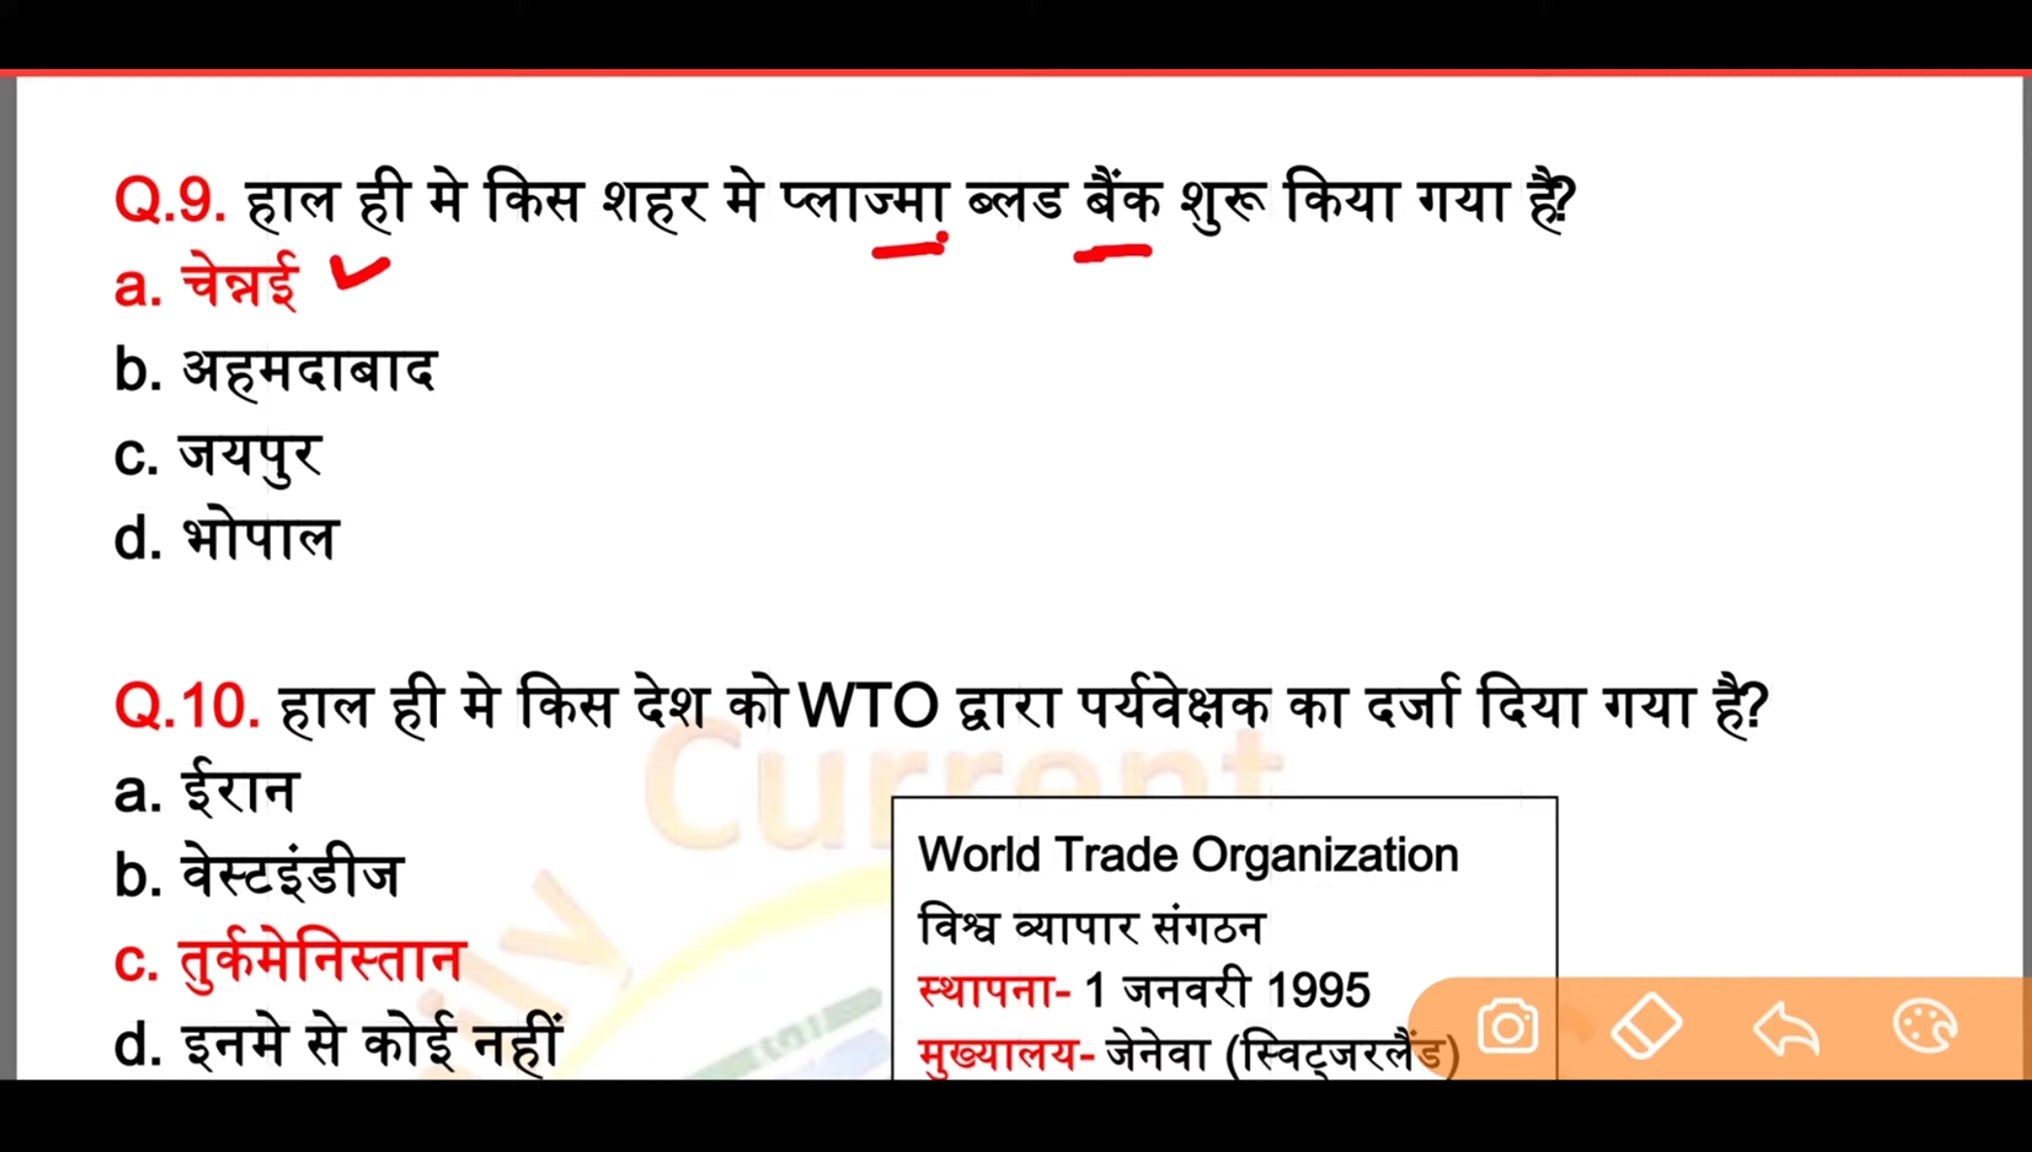 Q.9. हाल ही मे किस शहर मे प्लाज्मा ब्लड बैंक शुरू किया गया है?
a. चेन्नई
b. अहमदाबाद
c. जयपुर
d. भोपाल
Q.10. हाल ही मे किस देश को WTO द्वारा पर्यवेक्षक का दर्जा दिया गया है?
a. ईरान
b. वेस्टइंडीज
c. तुर्कमेनिस्तान
d. इनमे से कोई नहीं
Current
World Trade Organization
विश्व व्यापार संगठन
स्थापना- 1 जनवरी 1995
मुख्यालय- जेनेवा (स्विट्जरलैंड)